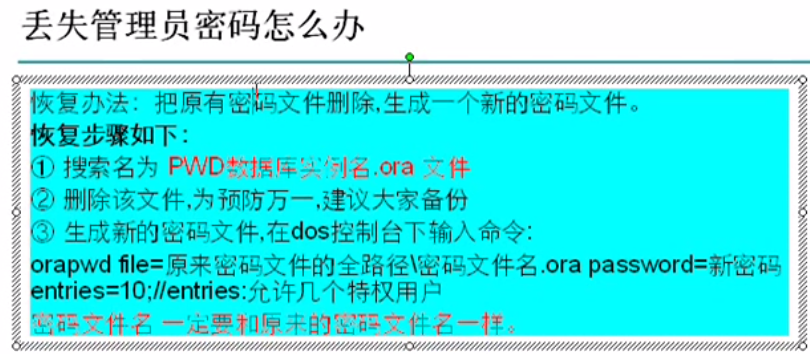 丢失管理员密码怎么办
恢复办法：把原有密码文件删除,生成一个新的密码文件。
恢复步骤如下：
① 搜索名为 PWD数据库实例名.ora 文件
② 删除该文件,为预防万一,建议大家备份
③ 生成新的密码文件,在dos控制台下输入命令:
orapwd file=原来密码文件的全路径\密码文件名.ora password=新密码
entries=10;//entries:允许几个特权用户
密码文件名 一定要和原来的密码文件名一样。